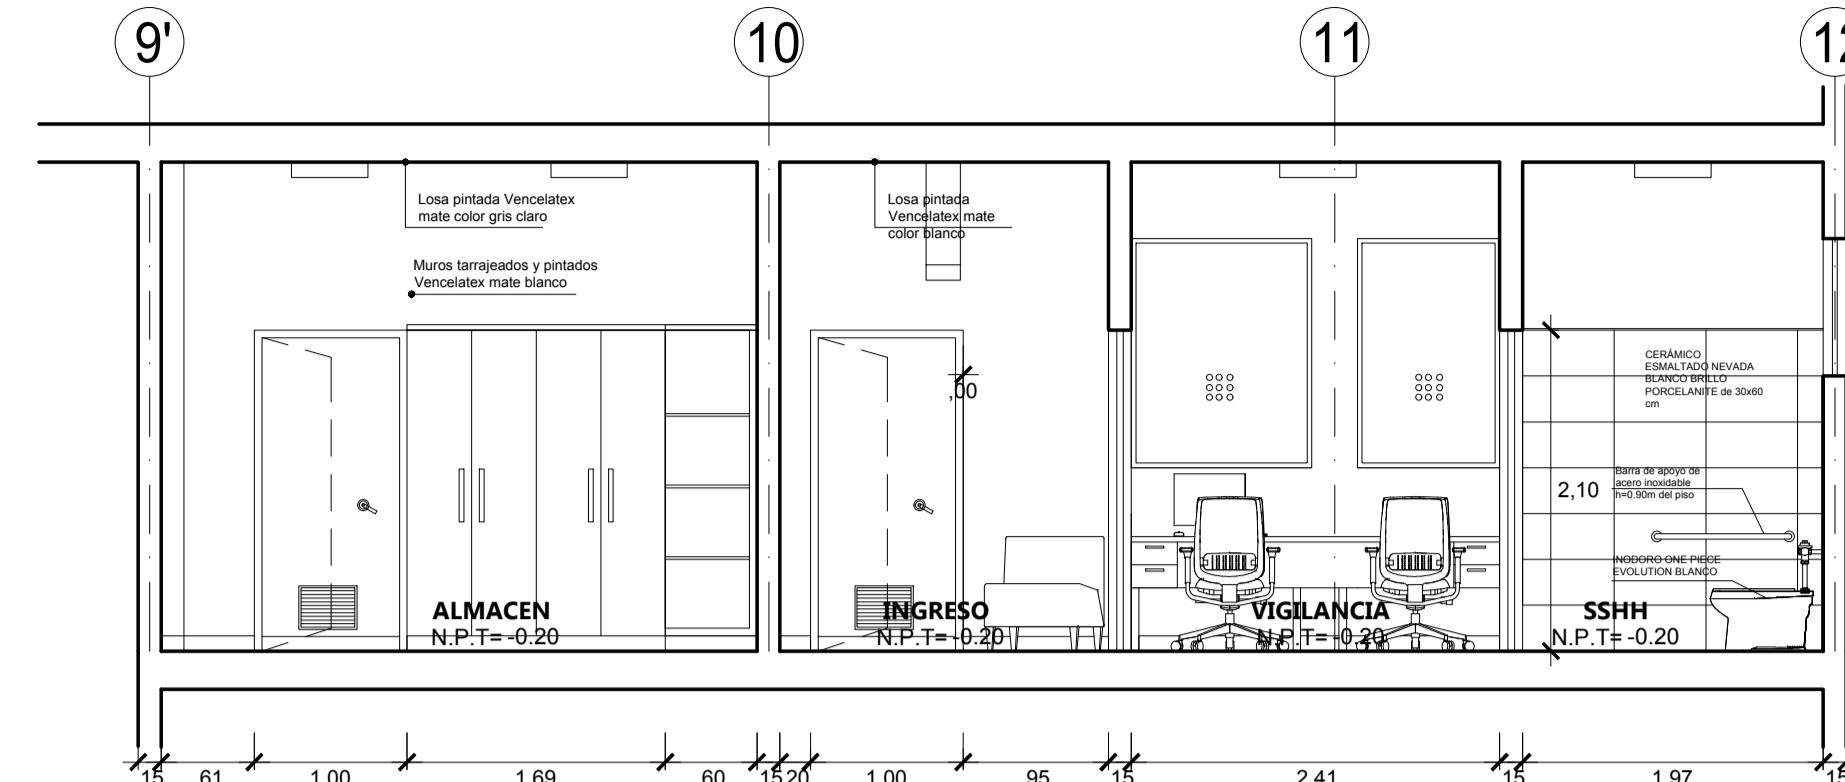 9'
10
11
12
Losa pintada Vencelatex
mate color gris claro
Losa pintada
Vencelatex mate
color blanco
Muros tarrajeados y pintados
Vencelatex mate blanco
,00
CERÁMICO
ESMALTADO NEVADA
BLANCO BRILLO
PORCELANITE de 30x60
cm
2,10
Barra de apoyo de
acero inoxidable
h=0.90m del piso
INODORO ONE PIECE
EVOLUTION BLANCO
ALMACEN
N.P.T= -0.20
INGRESO
N.P.T= -0.20
VIGILANCIA
N.P.T= -0.20
SSHH
N.P.T= -0.20
15 61 1.00 1.69 60 15 20 1.00 95 15 2.41 15 1.97 15